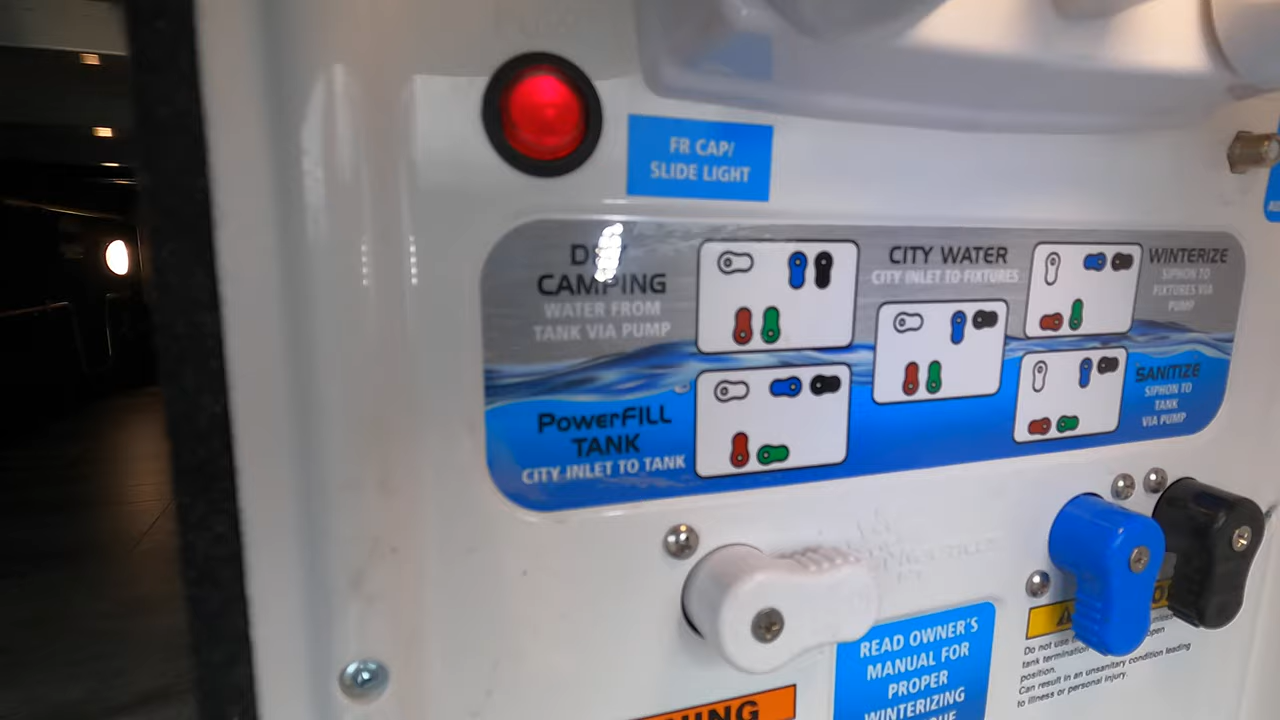 FR CAP/
SLIDE LIGHT
CAMPING
WATER FROM
TANK VIA PUMP
CITY WATER
CITY INLET TO FIXTURES
WINTERIZE
SIPHON TO
FIXTURES VIA
PUMP
POWERFILL
TANK
CITY INLET TO TANK
SANITIZE
SIPHON TO
TANK
VIA PUMP
READ OWNER'S
MANUAL FOR
PROPER
WINTERIZING
Do not use
tank termination open
position.
Can result in an unsanitary condition leading
to illness or personal injury.